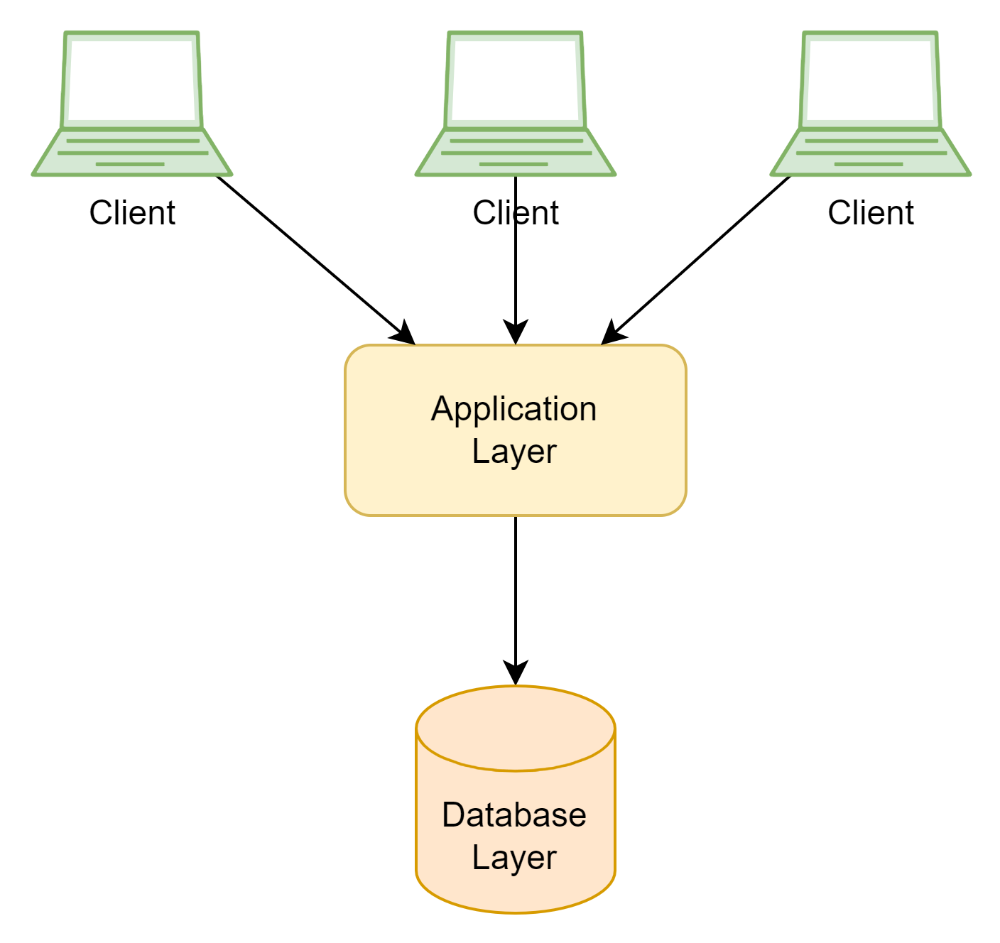 Client
Client
Client
Application
Layer
Database
Layer